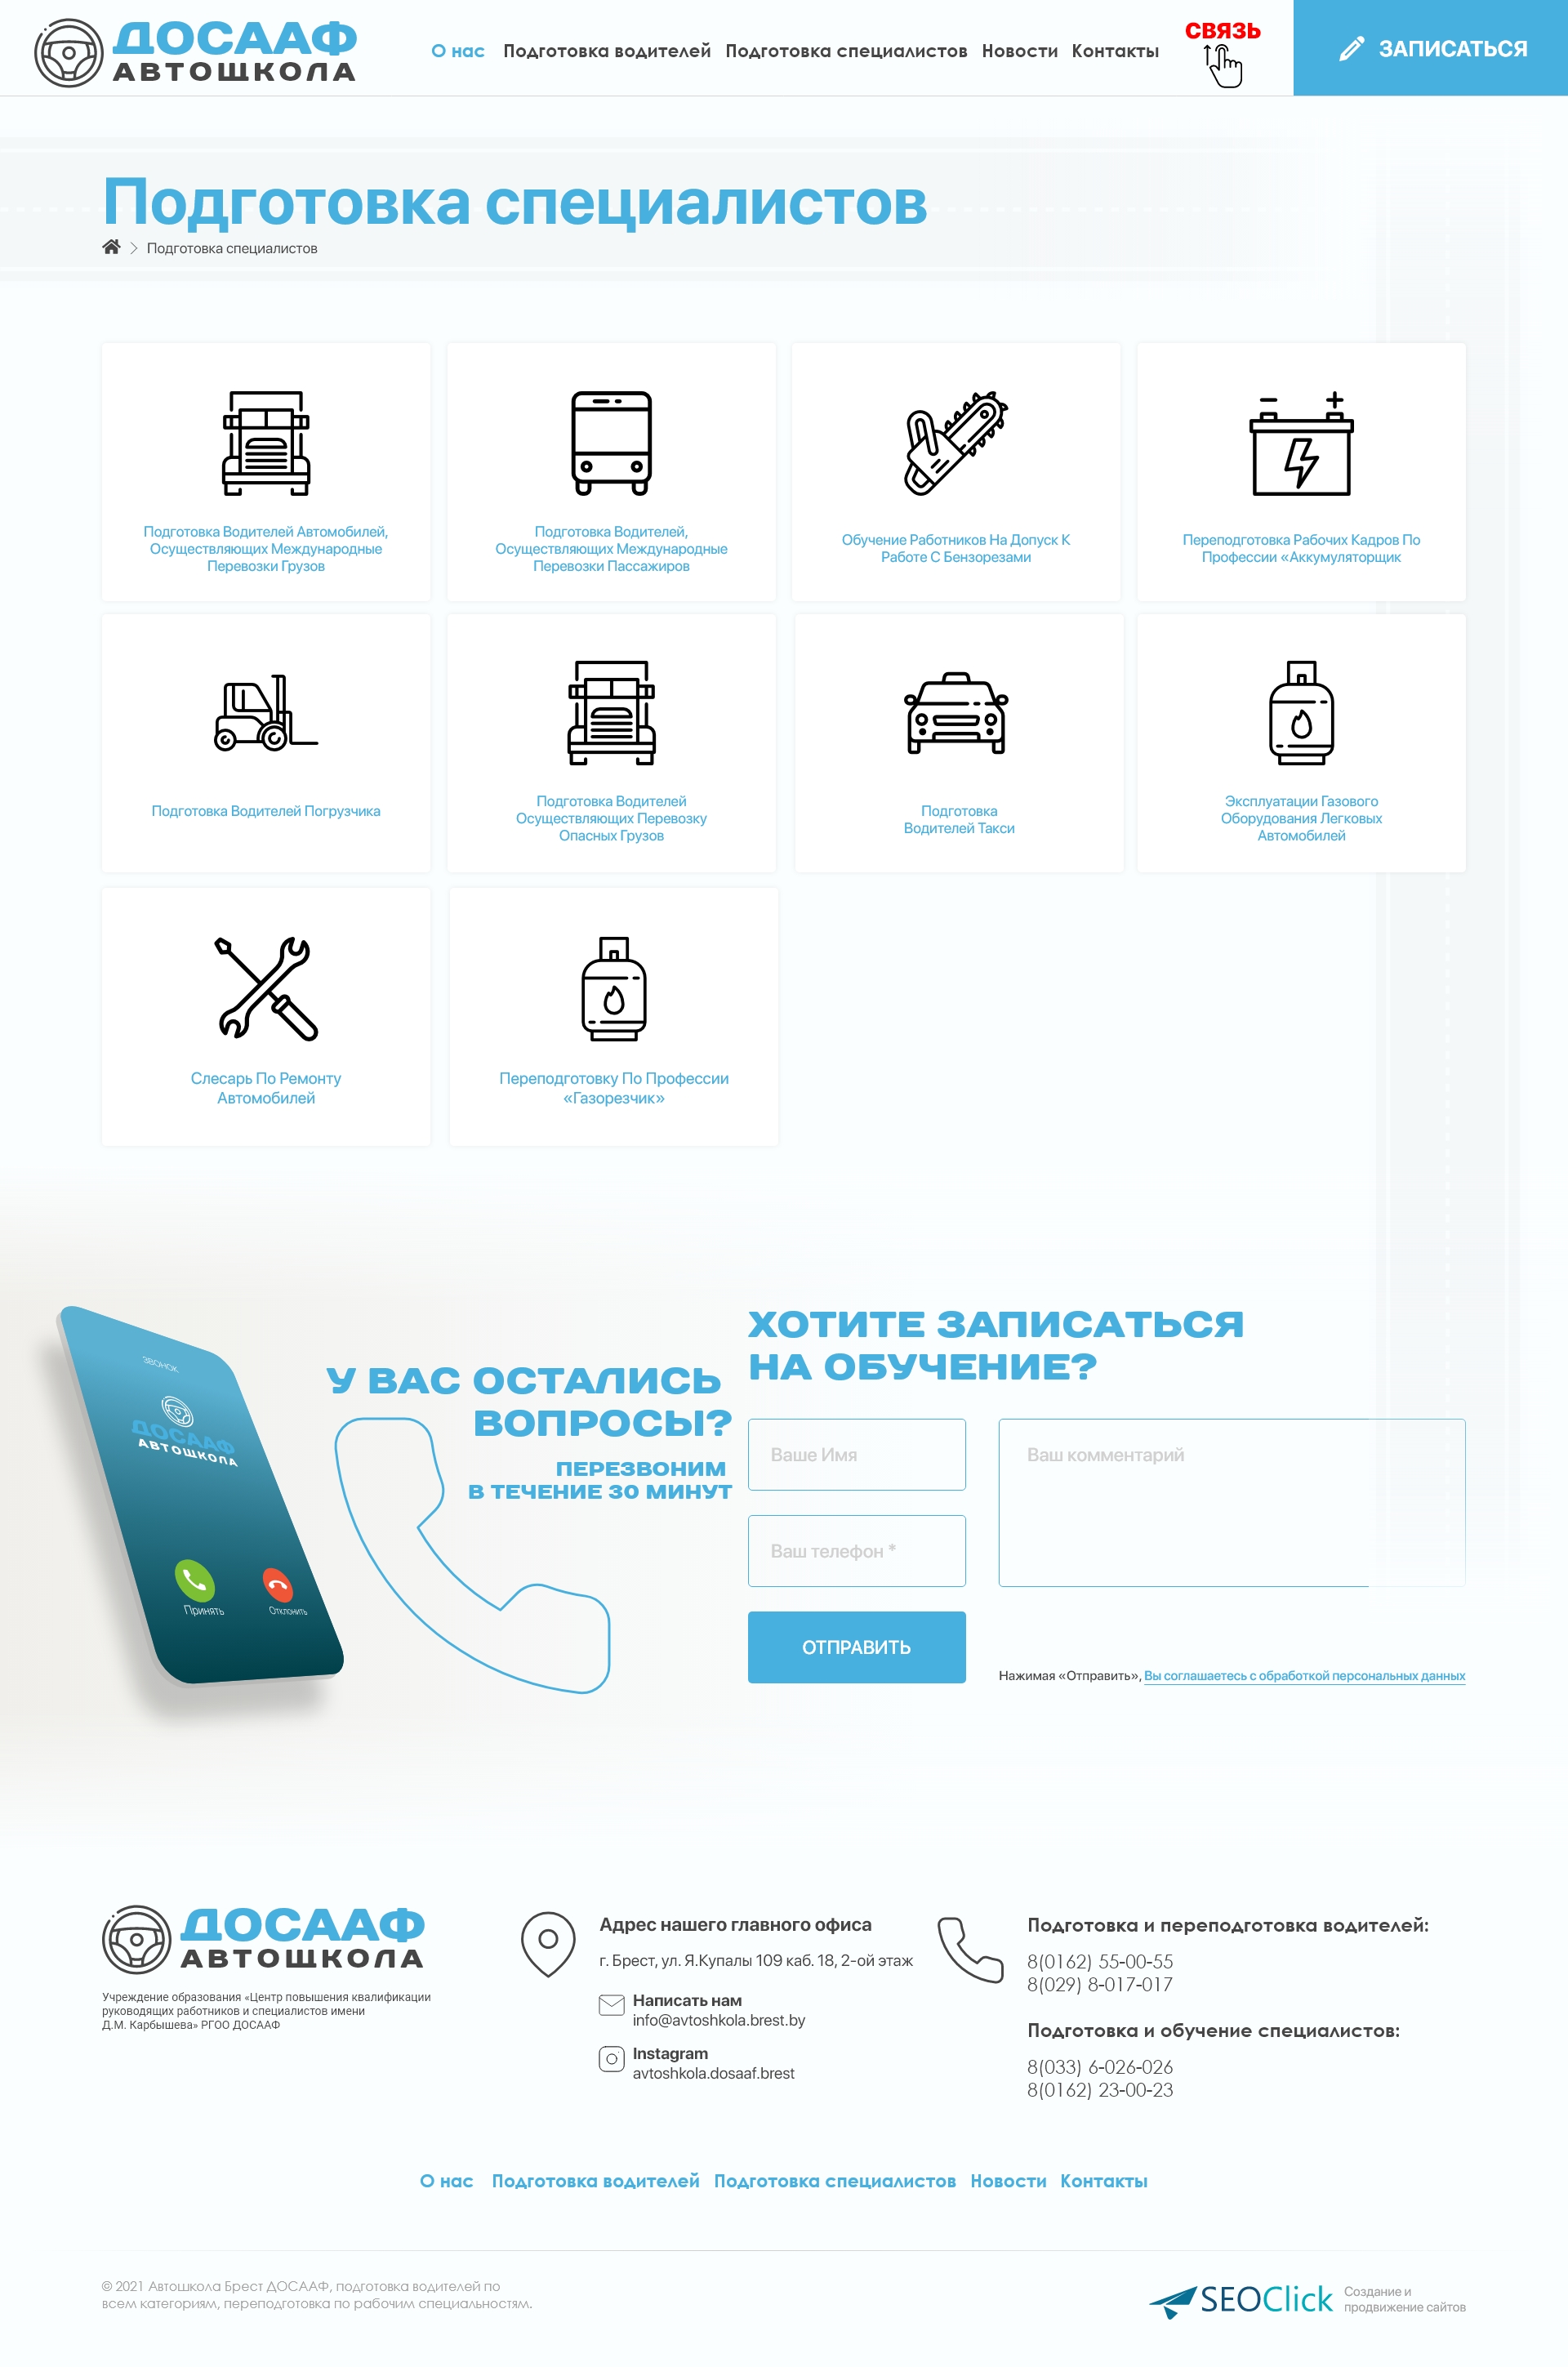 ДОСААФ
АВТОШКОЛА
О нас Подготовка водителей Подготовка специалистов Новости Контакты
СВЯЗЬ
ЗАПИСАТЬСЯ
Подготовка специалистов
Подготовка специалистов
Подготовка Водителей Автомобилей,
Осуществляющих Международные
Перевозки Грузов
Подготовка Водителей,
Осуществляющих Международные
Перевозки Пассажиров
Обучение Работников На Допуск К
Работе С Бензорезами
Переподготовка Рабочих Кадров По
Профессии «Аккумуляторщик
Подготовка Водителей Погрузчика
Подготовка Водителей
Осуществляющих Перевозку
Опасных Грузов
Подготовка
Водителей Такси
Эксплуатации Газового
Оборудования Легковых
Автомобилей
Слесарь По Ремонту
Автомобилей
Переподготовку По Профессии
«Газорезчик»
ЗВОНОК
ДОСААФ
АВТОШКОЛА
Принять
Отклонить
У ВАС ОСТАЛИСЬ
ВОПРОСЫ?
ПЕРЕЗВОНИМ
В ТЕЧЕНИЕ 30 МИНУТ
ХОТИТЕ ЗАПИСАТЬСЯ
НА ОБУЧЕНИЕ?
Ваше Имя
Ваш комментарий
Ваш телефон *
ОТПРАВИТЬ
Нажимая «Отправить», Вы соглашаетесь с обработкой персональных данных
ДОСААФ
АВТОШКОЛА
Учреждение образования «Центр повышения квалификации
руководящих работников и специалистов имени
Д.М. Карбышева» РГОО ДОСААФ
Адрес нашего главного офиса
г. Брест, ул. Я.Купалы 109 каб. 18, 2-ой этаж
Написать нам
info@avtoshkola.brest.by
Instagram
avtoshkola.dosaaf.brest
Подготовка и переподготовка водителей:
8(0162) 55-00-55
8(029) 8-017-017
Подготовка и обучение специалистов:
8(033) 6-026-026
8(0162) 23-00-23
О нас Подготовка водителей Подготовка специалистов Новости Контакты
© 2021 Автошкола Брест ДОСААФ, подготовка водителей по
всем категориям, переподготовка по рабочим специальностям.
SEOClick
Создание и
продвижение сайтов